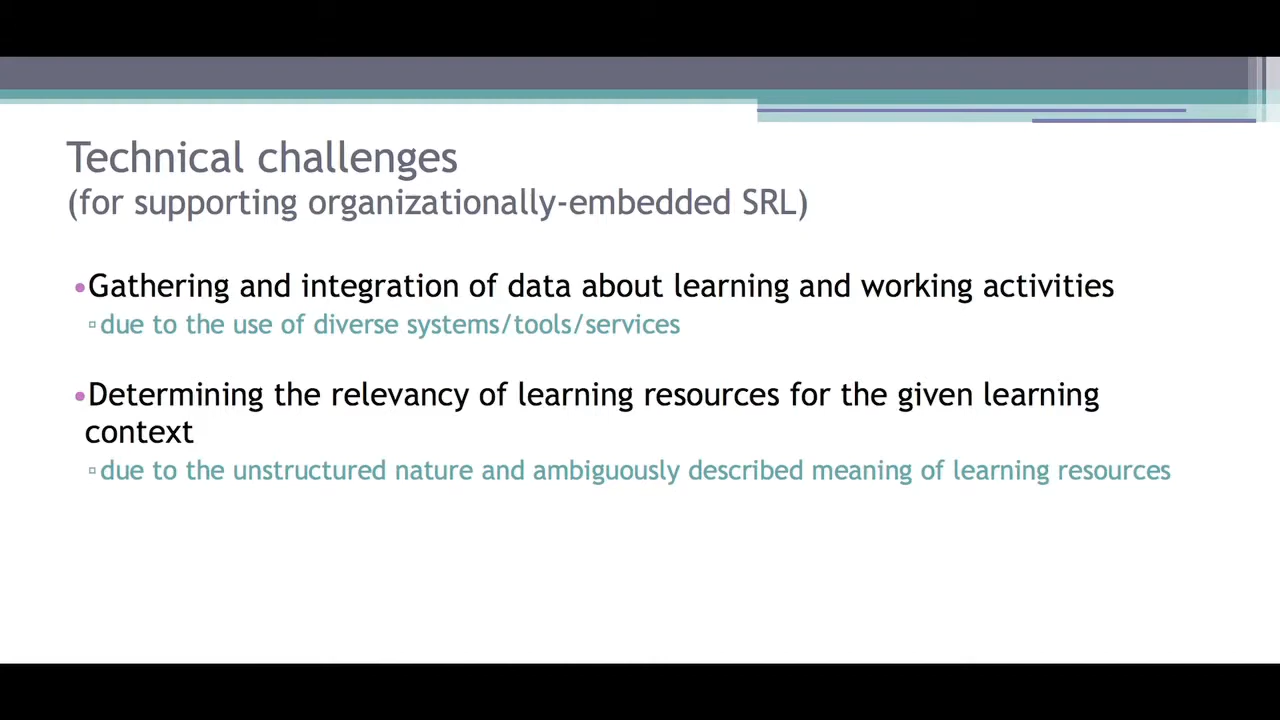 Technical challenges
(for supporting organizationally-embedded SRL)
•Gathering and integration of data about learning and working activities
▫due to the use of diverse systems/tools/services
•Determining the relevancy of learning resources for the given learning
context
▫due to the unstructured nature and ambiguously described meaning of learning resources